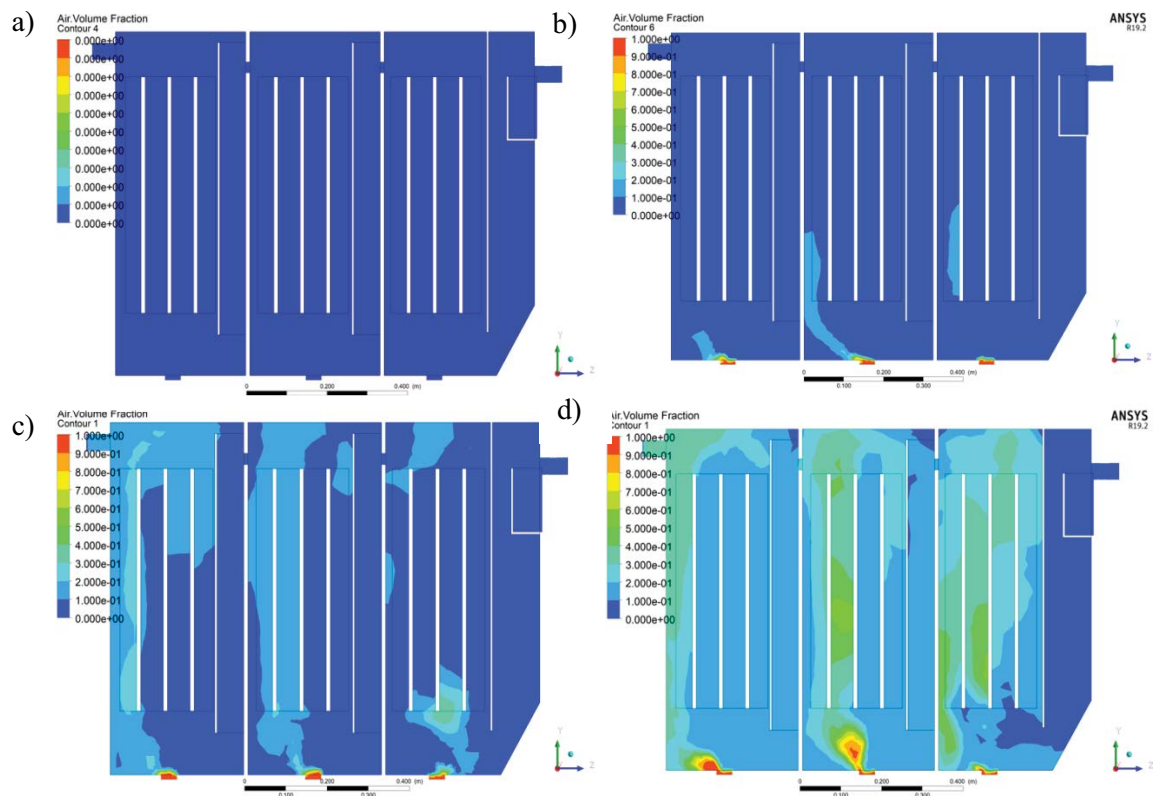 a)
Air.Volume Fraction
Contour 4
0.000e+00
0.000e+00
0.000e+00
0.000e+00
0.000e+00
0.000e+00
0.000e+00
0.000e+00
0.000e+00
0.000e+00
0.000e+00
Y
Z
0 0.200 0.400 (m)
0.100 0.300
b)
Air.Volume Fraction
Contour 6
ANSYS
R19.2
1.000e+00
9.000e-01
8.000e-01
7.000e-01
6.000e-01
5.000e-01
4.000e-01
3.000e-01
2.000e-01
1.000e-01
0.000e+00
Y
Z
0 0.200 0.400 (m)
0.100 0.300
c)
Air.Volume Fraction
Contour 1
1.000e+00
9.000e-01
8.000e-01
7.000e-01
6.000e-01
5.000e-01
4.000e-01
3.000e-01
2.000e-01
1.000e-01
0.000e+00
Y
Z
0 0.200 0.400 (m)
0.100 0.300
d)
Air.Volume Fraction
Contour 1
ANSYS
R19.2
1.000e+00
9.000e-01
8.000e-01
7.000e-01
6.000e-01
5.000e-01
4.000e-01
3.000e-01
2.000e-01
1.000e-01
0.000e+00
Y
Z
0 0.200 0.400 (m)
0.100 0.300